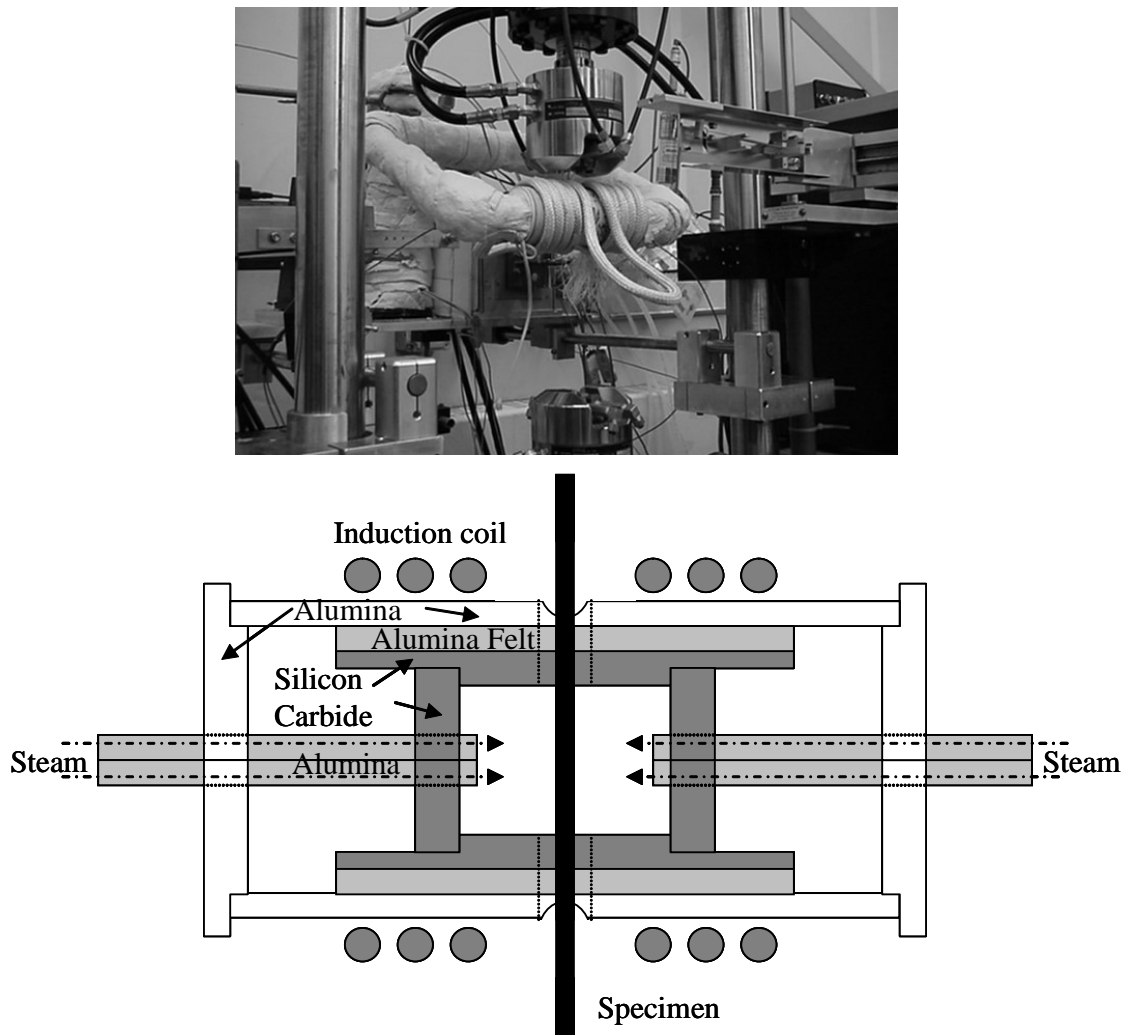 Induction coil
Alumina
Alumina Felt
Silicon
Carbide
Steam
Alumina
Steam
Specimen